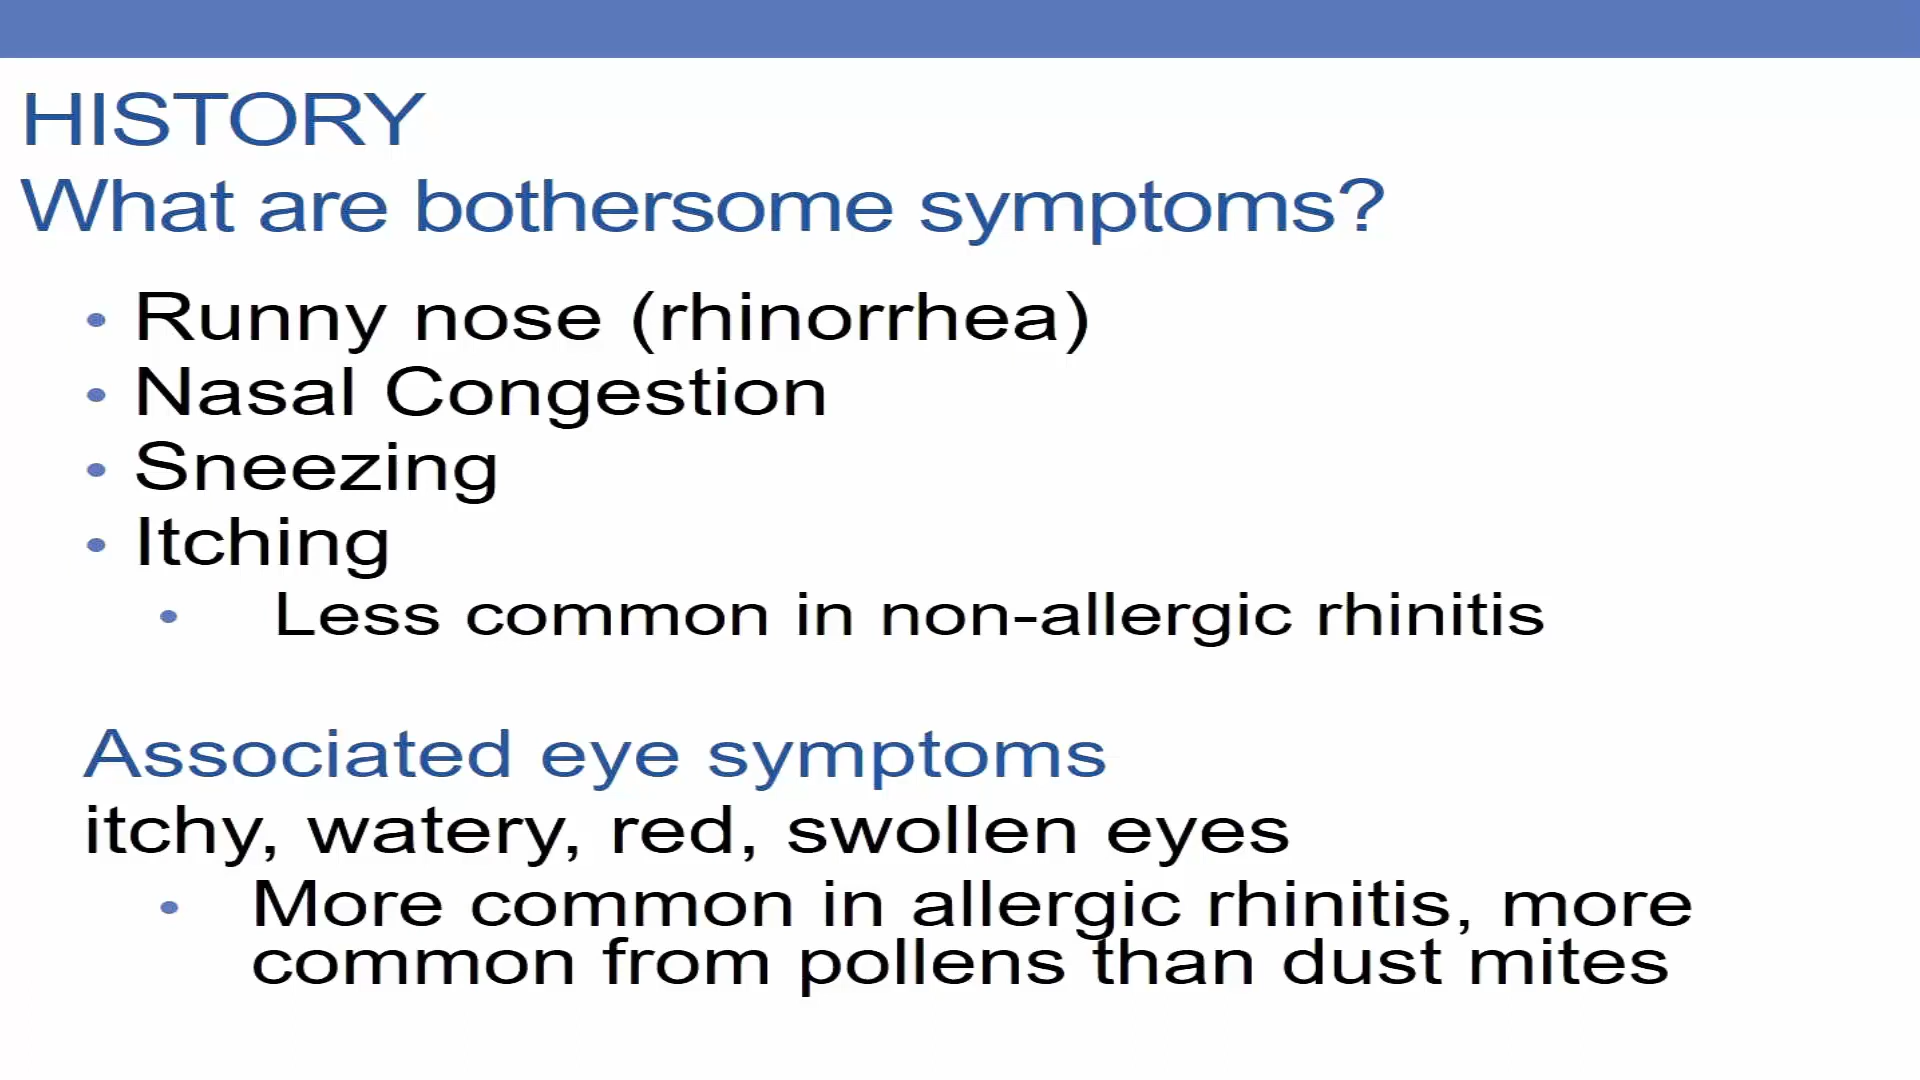 HISTORY
What are bothersome symptoms?
• Runny nose (rhinorrhea)
• Nasal Congestion
• Sneezing
• Itching
• Less common in non-allergic rhinitis
Associated eye symptoms
itchy, watery, red, swollen eyes
• More common in allergic rhinitis, more
common from pollens than dust mites